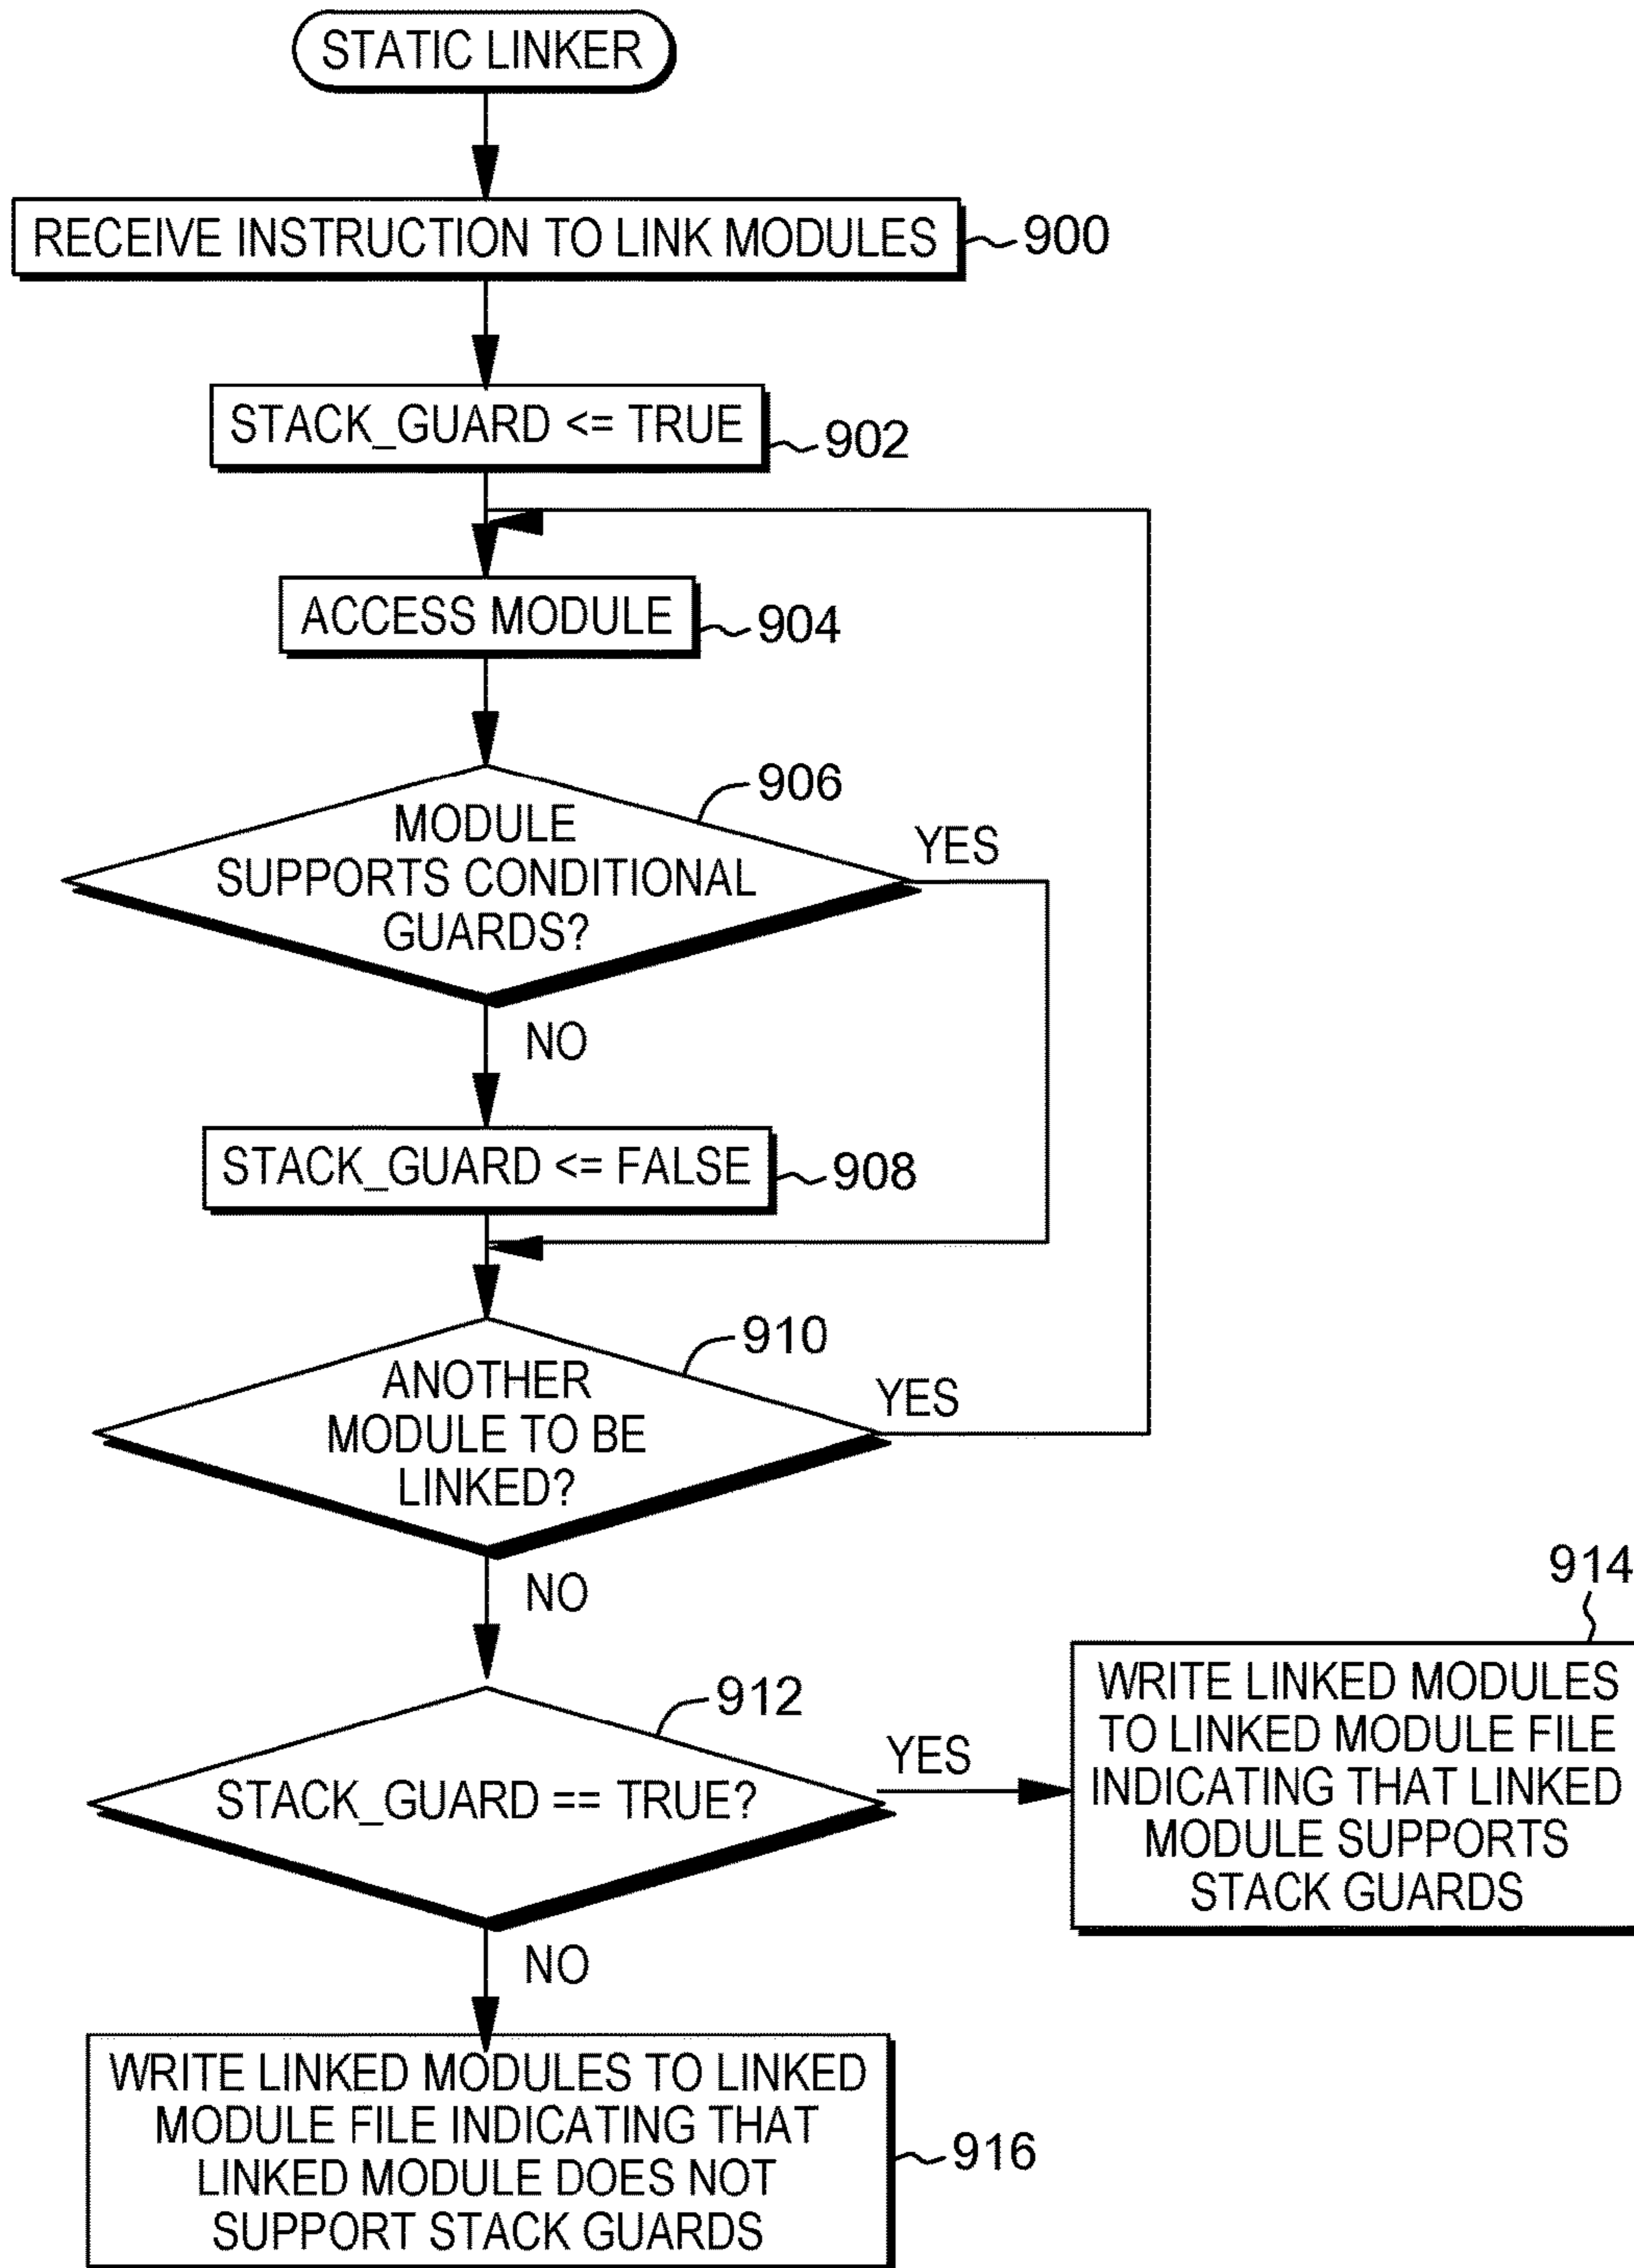 STATIC LINKER
RECEIVE INSTRUCTION TO LINK MODULES
900
STACK_GUARD <= TRUE
902
ACCESS MODULE
904
906
MODULE
SUPPORTS CONDITIONAL
GUARDS?
YES
NO
STACK_GUARD <= FALSE
908
910
ANOTHER
MODULE TO BE
LINKED?
YES
NO
912
STACK_GUARD == TRUE?
YES
914
WRITE LINKED MODULES
TO LINKED MODULE FILE
INDICATING THAT LINKED
MODULE SUPPORTS
STACK GUARDS
NO
WRITE LINKED MODULES TO LINKED
MODULE FILE INDICATING THAT
LINKED MODULE DOES NOT
SUPPORT STACK GUARDS
916